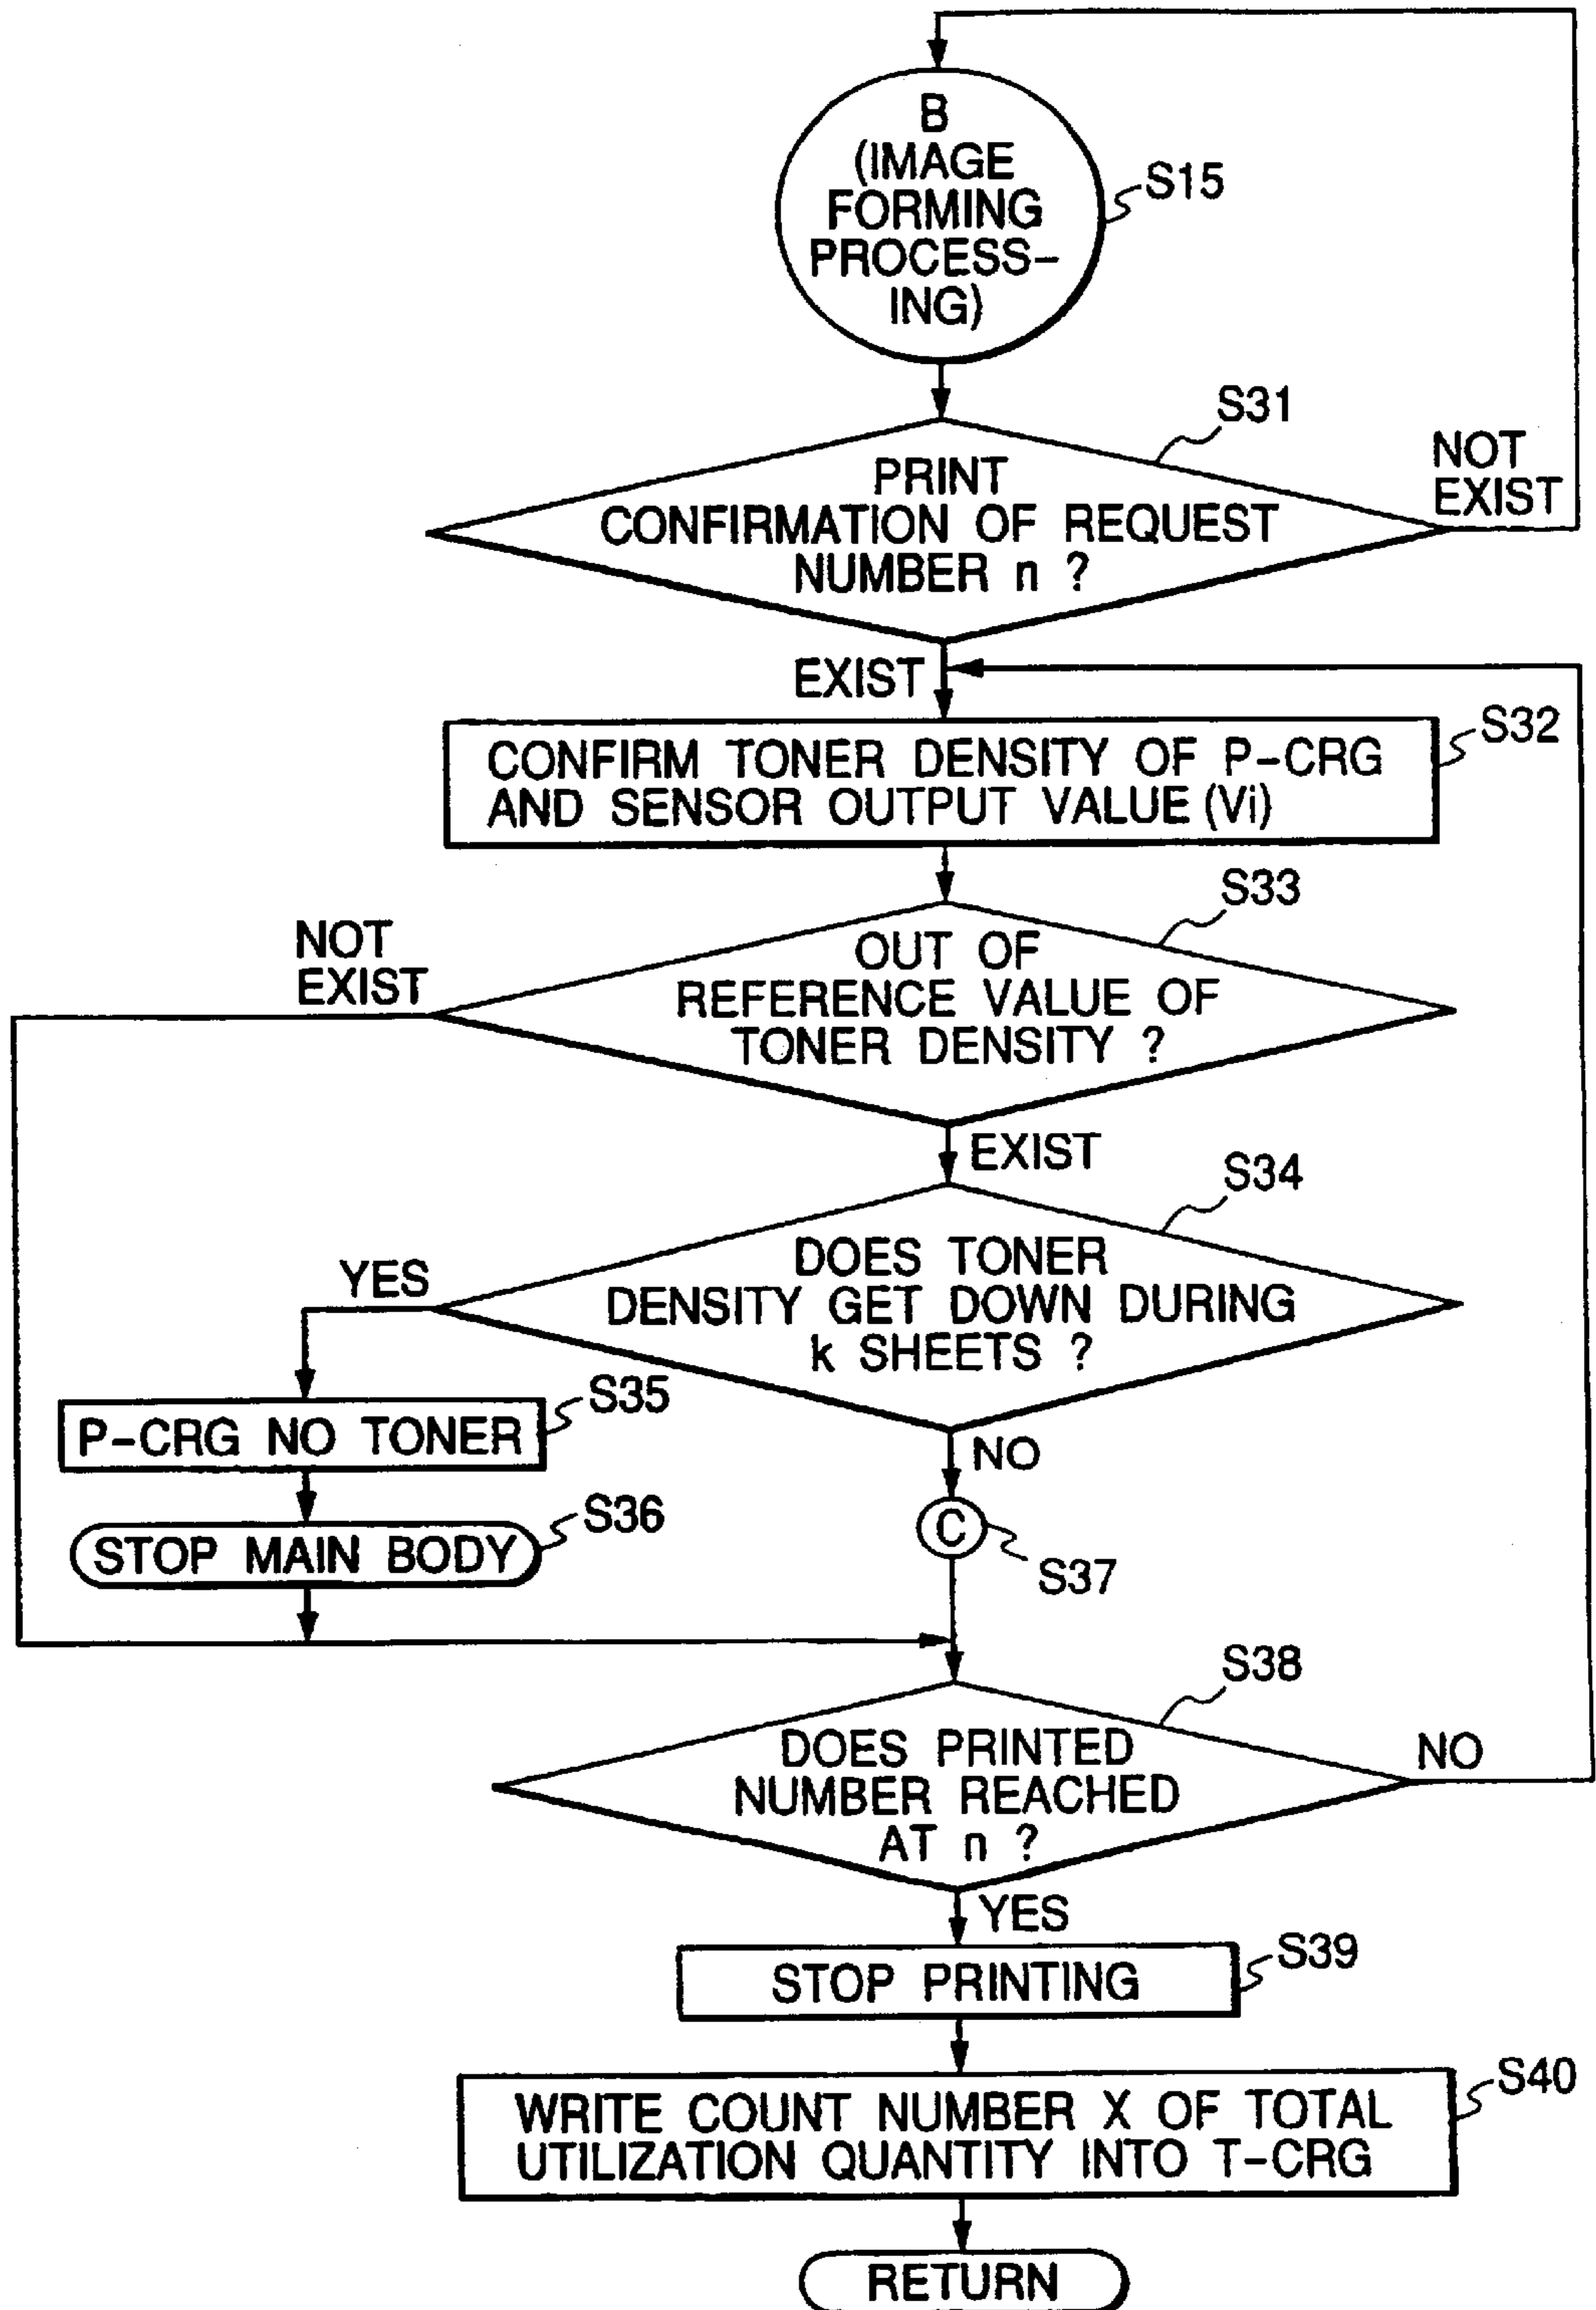 B
(IMAGE
FORMING
PROCESS-
ING)
S15
S31
PRINT
CONFIRMATION OF REQUEST
NUMBER n ?
NOT
EXIST
EXIST
S32
CONFIRM TONER DENSITY OF P-CRG
AND SENSOR OUTPUT VALUE (Vi)
S33
NOT
EXIST
OUT OF
REFERENCE VALUE OF
TONER DENSITY ?
EXIST
S34
YES
DOES TONER
DENSITY GET DOWN DURING
k SHEETS ?
S35
P-CRG NO TONER
NO
S36
STOP MAIN BODY
C
S37
S38
DOES PRINTED
NUMBER REACHED
AT n ?
NO
YES
S39
STOP PRINTING
S40
WRITE COUNT NUMBER X OF TOTAL
UTILIZATION QUANTITY INTO T-CRG
RETURN